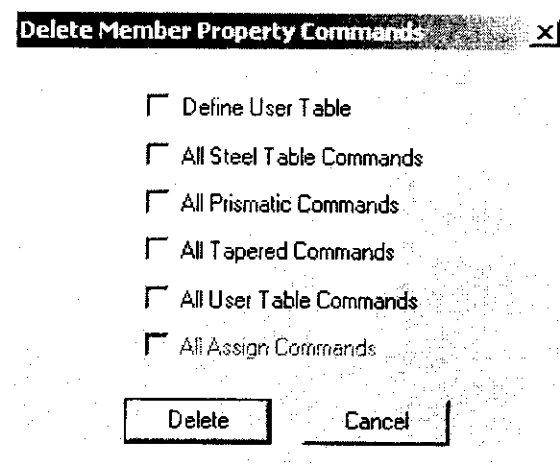 Delete Member Property Commands
Define User Table
All Steel Table Commands
All Prismatic Commands
All Tapered Commands
All User Table Commands
All Assign Commands
Delete Cancel